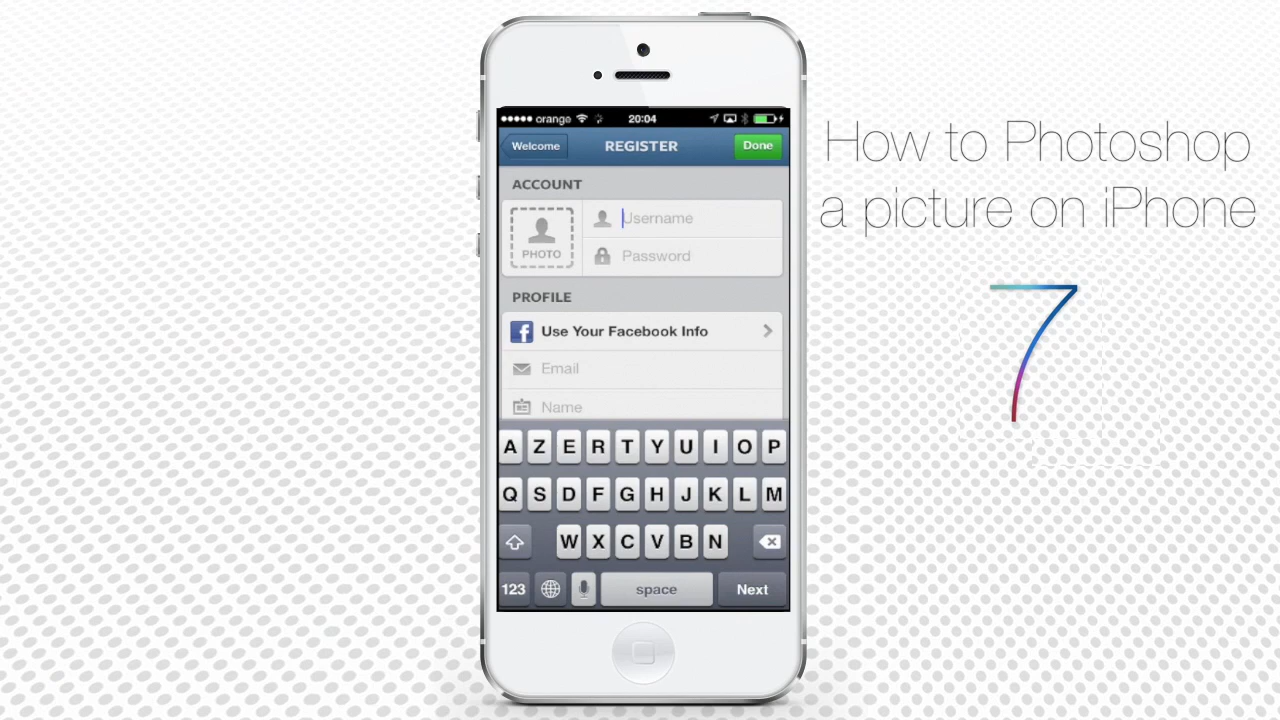 orange 20:04
Welcome REGISTER Done
ACCOUNT
PHOTO
Username
Password
PROFILE
f Use Your Facebook Info
Email
Name
A Z E R T Y U I O P
Q S D F G H J K L M
W X C V B N
123 space Next
How to Photoshop
a picture on iPhone
7